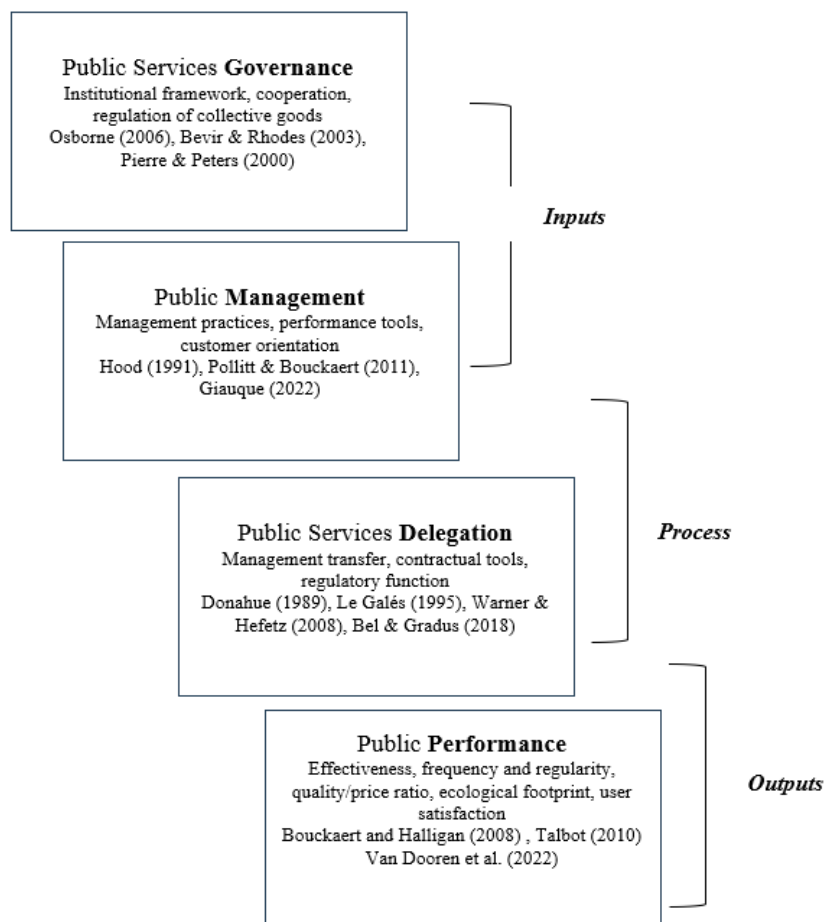 Public Services Governance
Institutional framework, cooperation,
regulation of collective goods
Osborne (2006), Bevir & Rhodes (2003),
Pierre & Peters (2000)
Inputs
Public Management
Management practices, performance tools,
customer orientation
Hood (1991), Pollitt & Bouckaert (2011),
Giauque (2022)
Public Services Delegation
Management transfer, contractual tools,
regulatory function
Donahue (1989), Le Galés (1995), Warner &
Hefetz (2008), Bel & Gradus (2018)
Process
Public Performance
Effectiveness, frequency and regularity,
quality/price ratio, ecological footprint, user
satisfaction
Bouckaert and Halligan (2008) , Talbot (2010)
Van Dooren et al. (2022)
Outputs